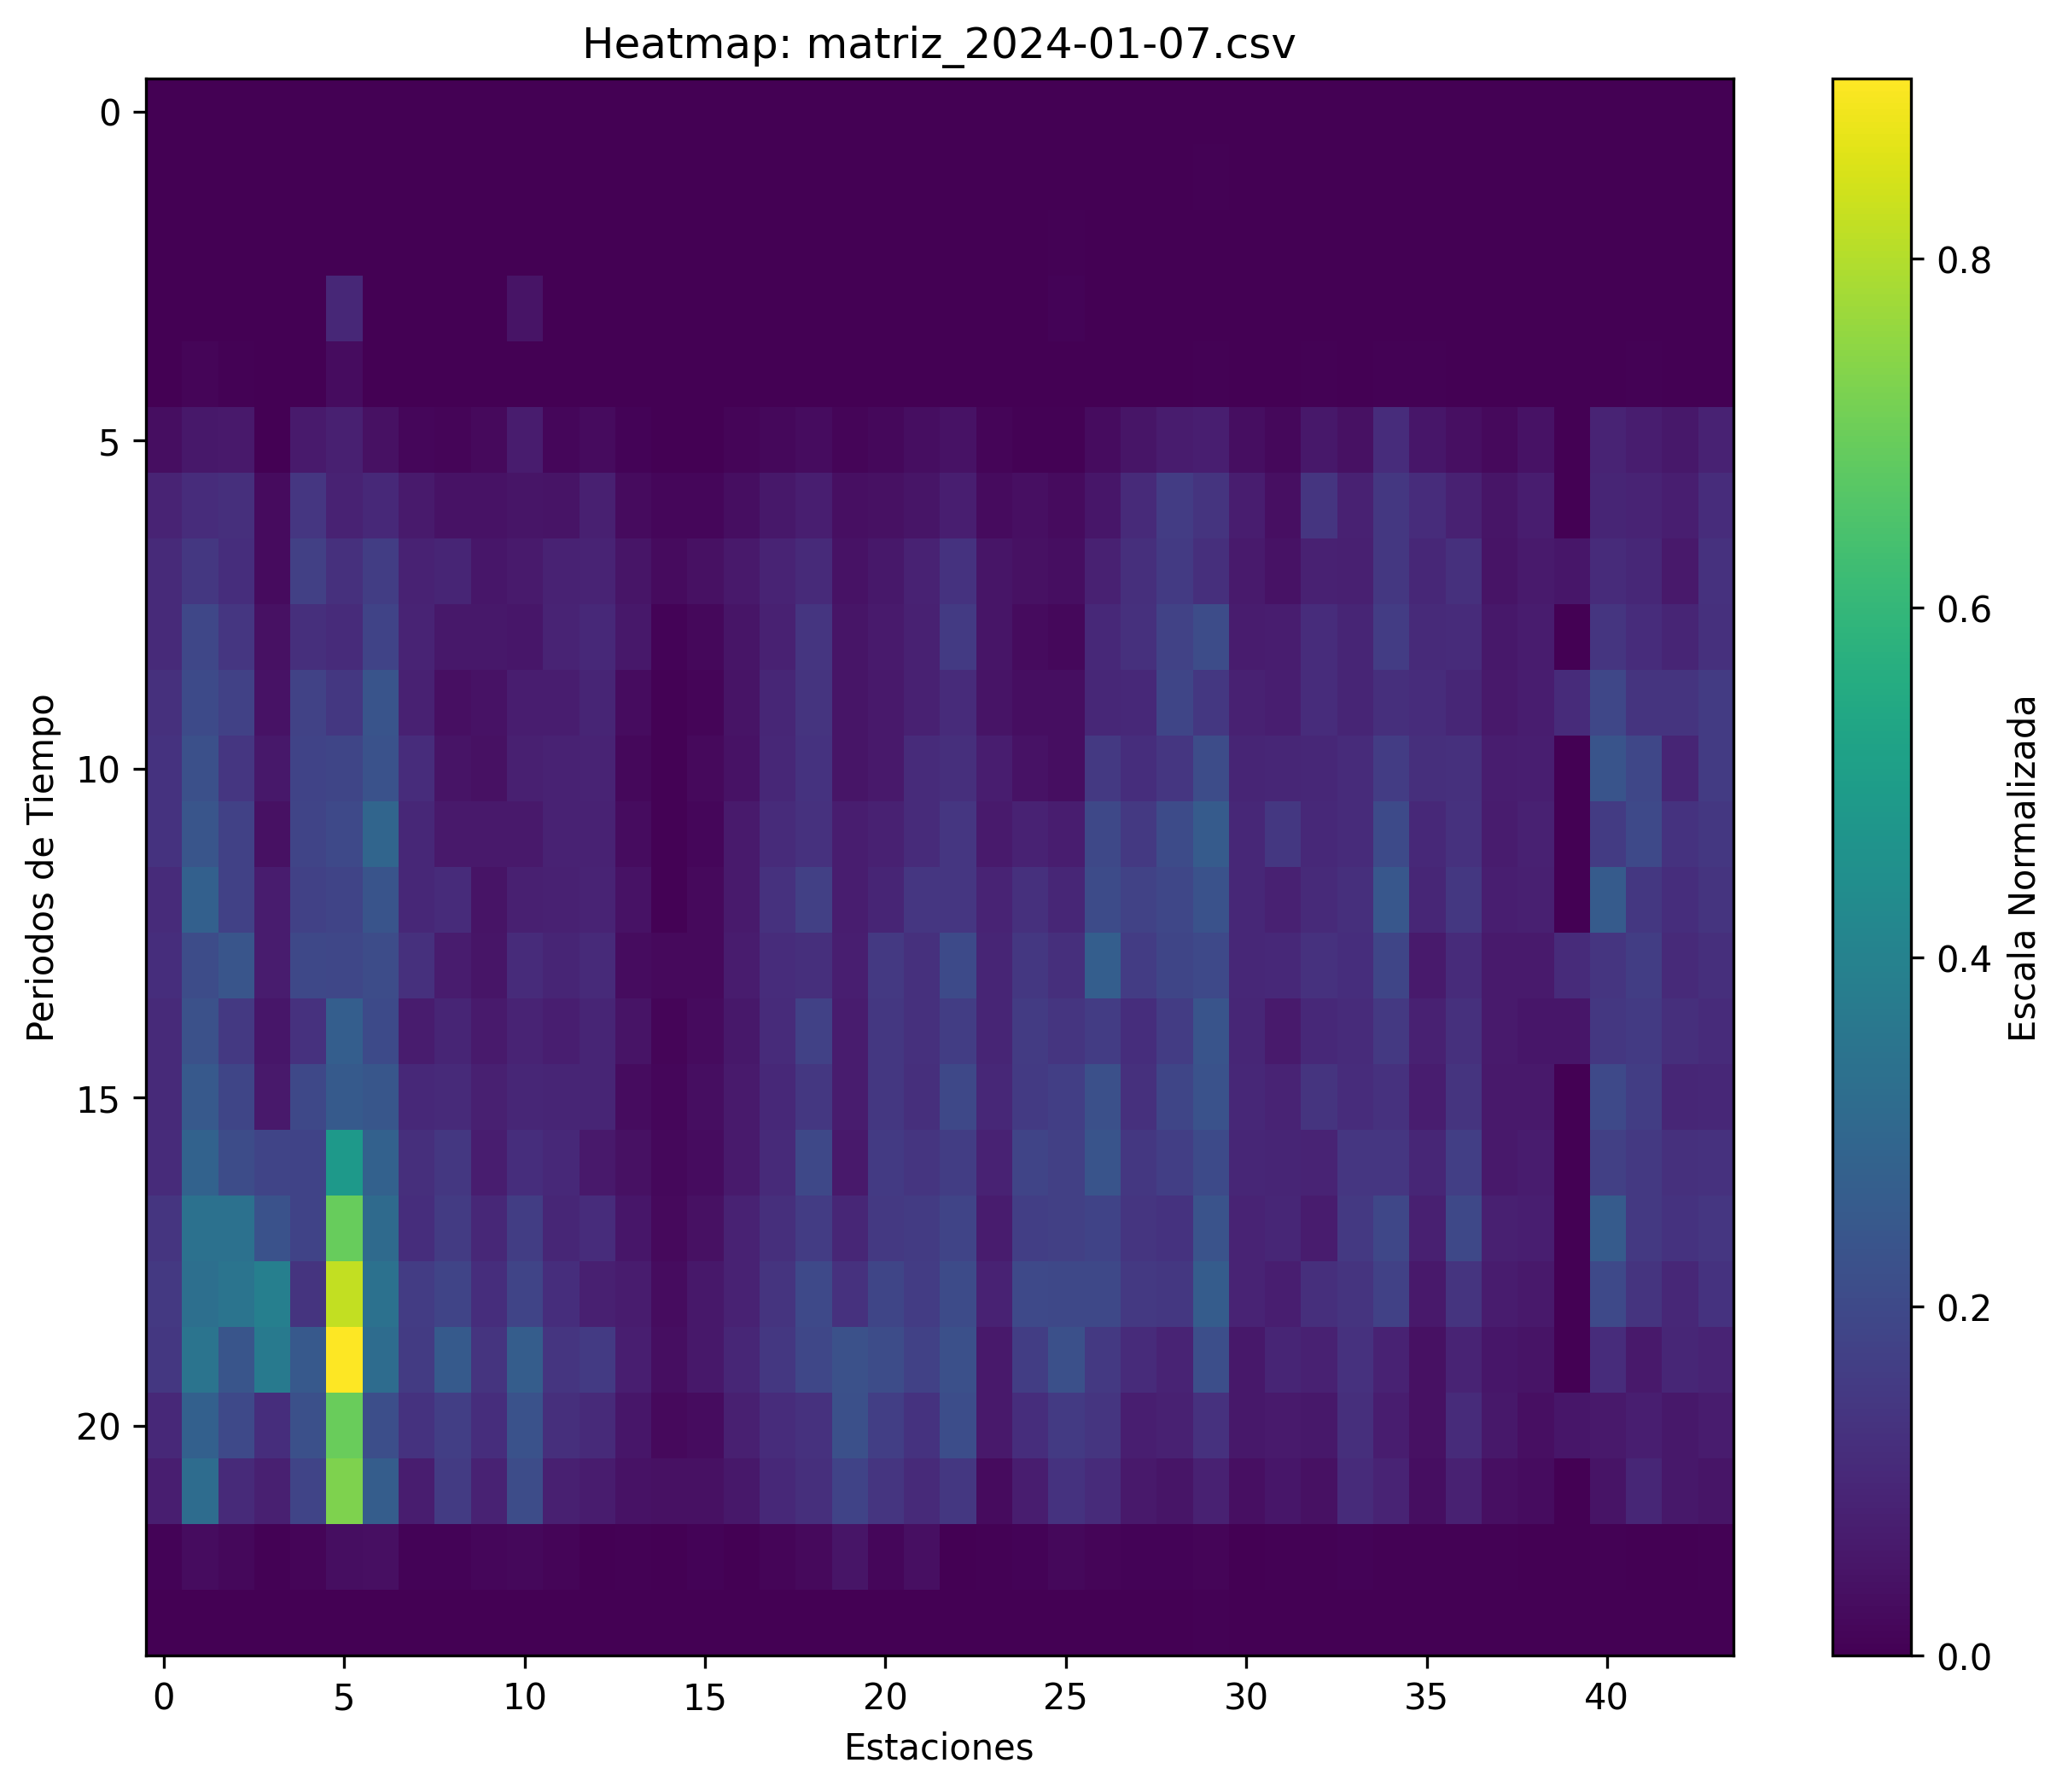 Heatmap: matriz_2024-01-07.csv
0
5
10
15
20
Periodos de Tiempo
0 5 10 15 20 25 30 35 40
Estaciones
0.8
0.6
0.4
0.2
0.0
Escala Normalizada